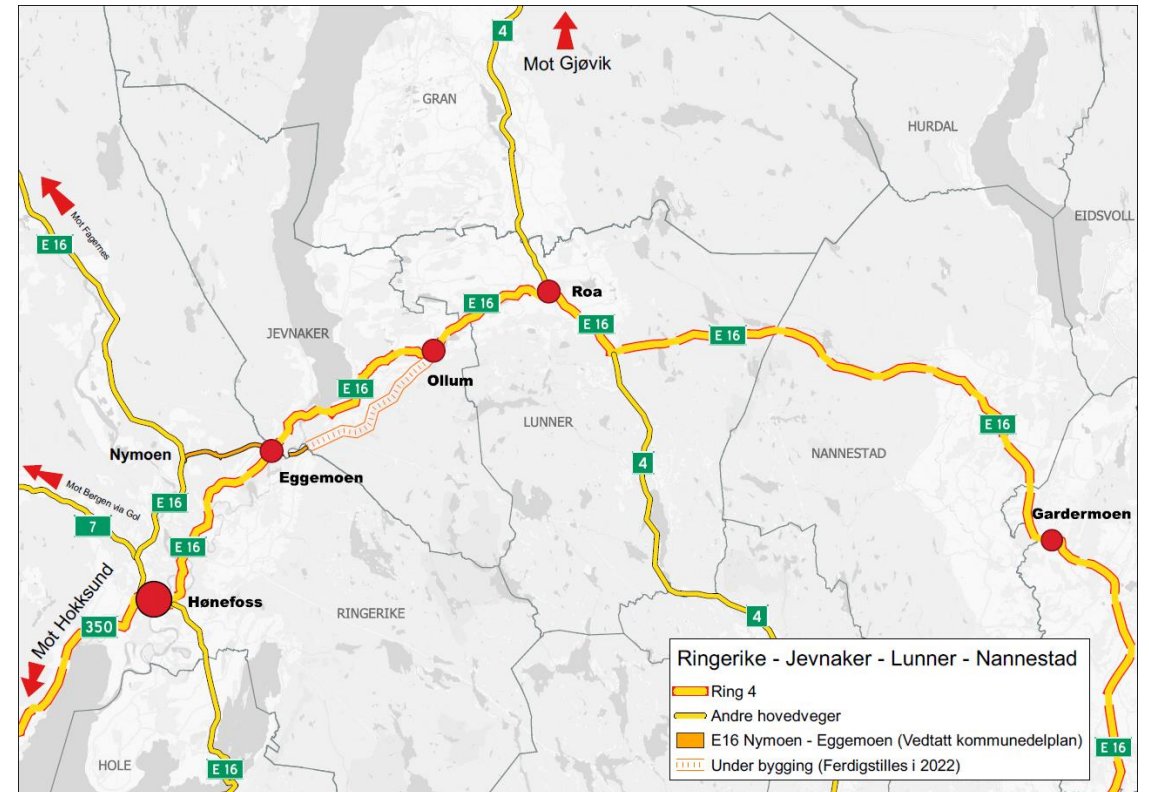 4
Mot Gjøvik
GRAN
HURDAL
EIDSVOLL
Mot Fagernes
E 16
Roa
E 16
E 16
E 16
JEVNAKER
Ollum
E 16
LUNNER
E 16
NANNESTAD
Nymoen
Eggemoen
4
Mot Bergen via Gol
E 16
7
Gardermoen
E 16
Mot Hokksund
Hønefoss
RINGERIKE
350
4
Ringerike - Jevnaker - Lunner - Nannestad
Ring 4
Andre hovedveger
E16 Nymoen - Eggemoen (Vedtatt kommunedelplan)
Under bygging (Ferdigstilles i 2022)
E 16
HOLE
E 16